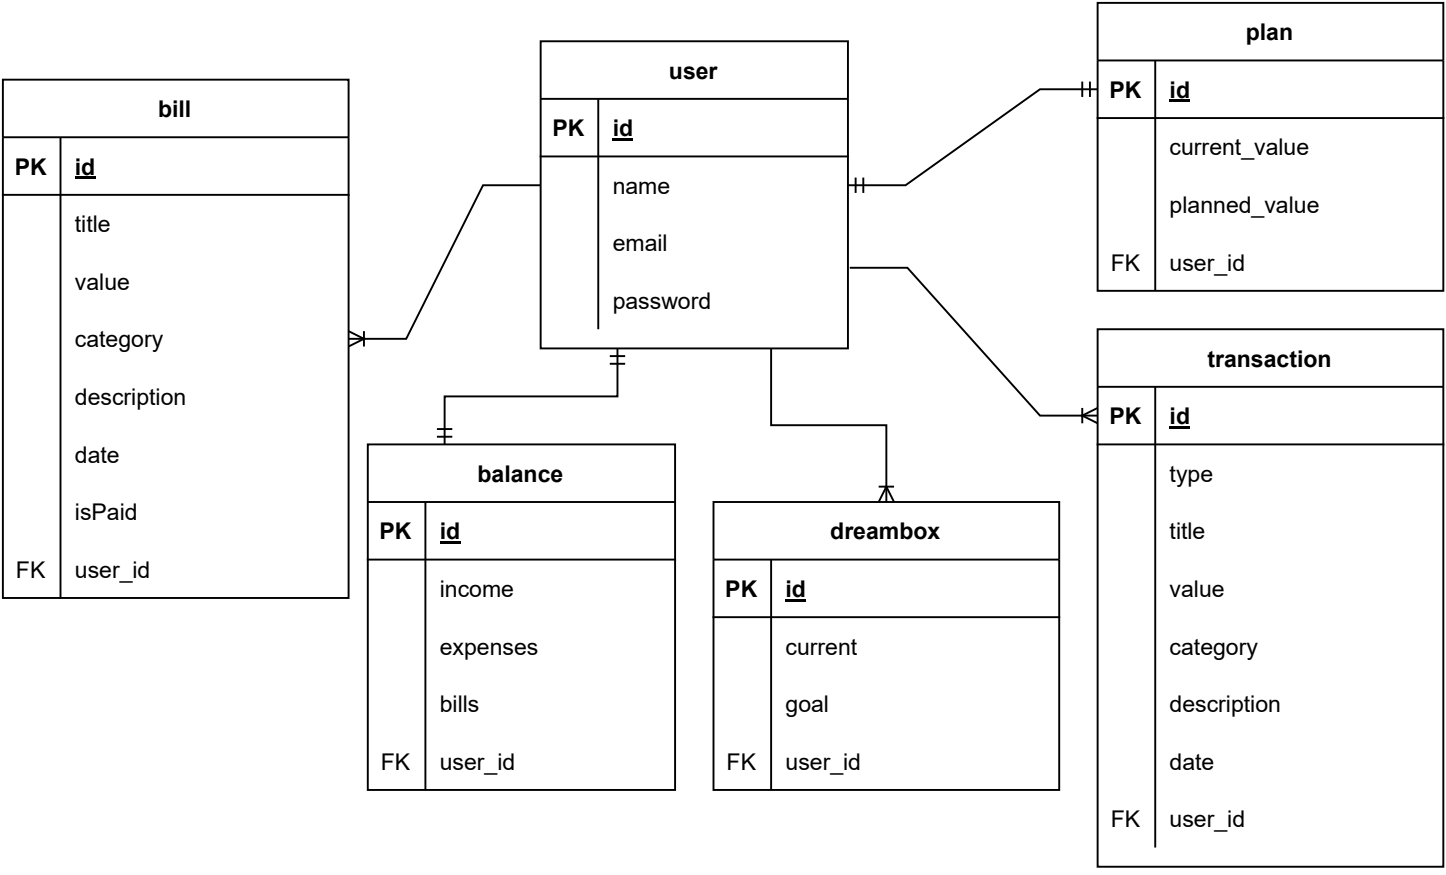 bill
PK id
title
value
category
description
date
isPaid
FK user_id
user
PK id
name
email
password
plan
PK id
current_value
planned_value
FK user_id
balance
PK id
income
expenses
bills
FK user_id
dreambox
PK id
current
goal
FK user_id
transaction
PK id
type
title
value
category
description
date
FK user_id